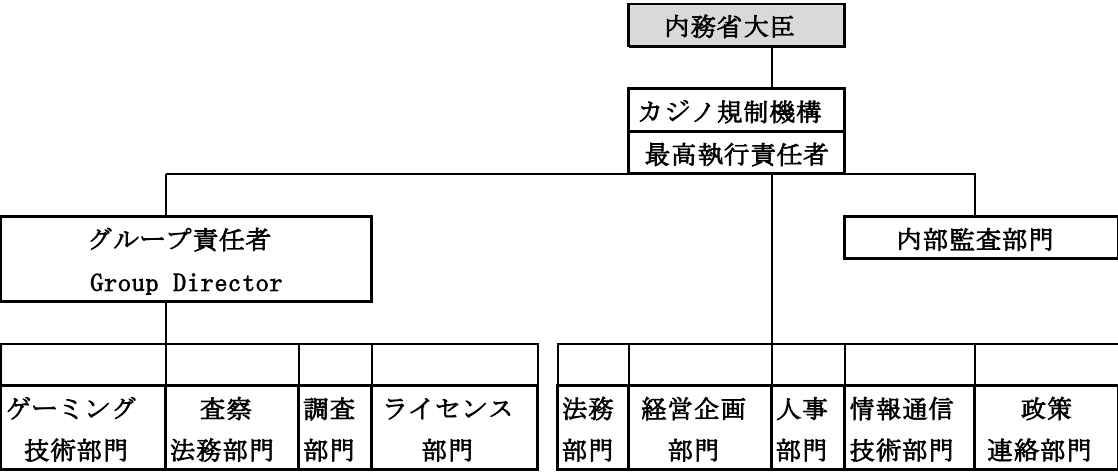 内務省大臣
カジノ規制機構
最高執行責任者
グループ責任者
Group Director
内部監査部門
ゲーミング
技術部門
査察
法務部門
調査
部門
ライセンス
部門
法務
部門
経営企画
部門
人事
部門
情報通信
技術部門
政策
連絡部門